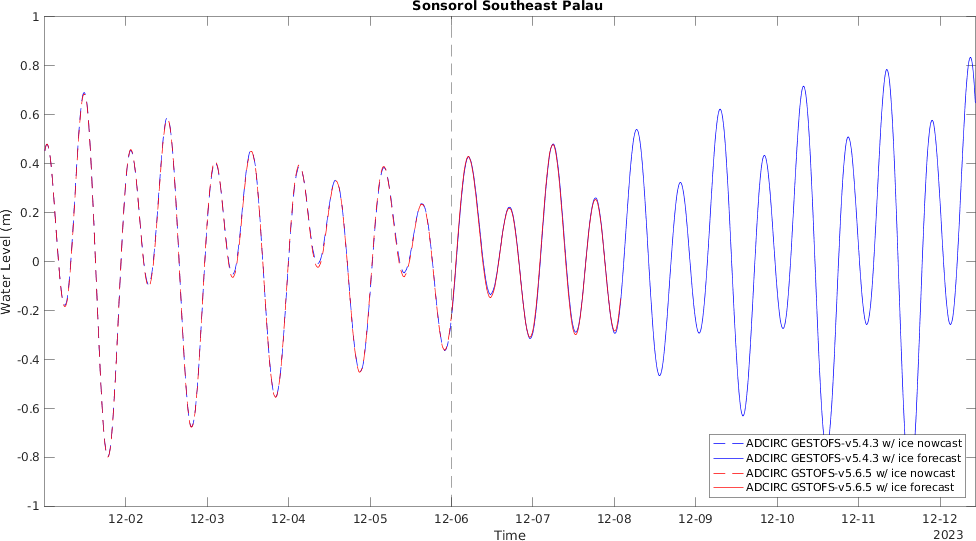 Sonsorol Southeast Palau
1
0.8
0.6
0.4
0.2
0
-0.2
-0.4
-0.6
-0.8
-1
Water Level (m)
ADCIRC GESTOFS-v5.4.3 w/ ice nowcast
ADCIRC GESTOFS-v5.4.3 w/ ice forecast
ADCIRC GSTOFS-v5.6.5 w/ ice nowcast
ADCIRC GSTOFS-v5.6.5 w/ ice forecast
12-02 12-03 12-04 12-05 12-06 12-07 12-08 12-09 12-10 12-11 12-12
Time 2023